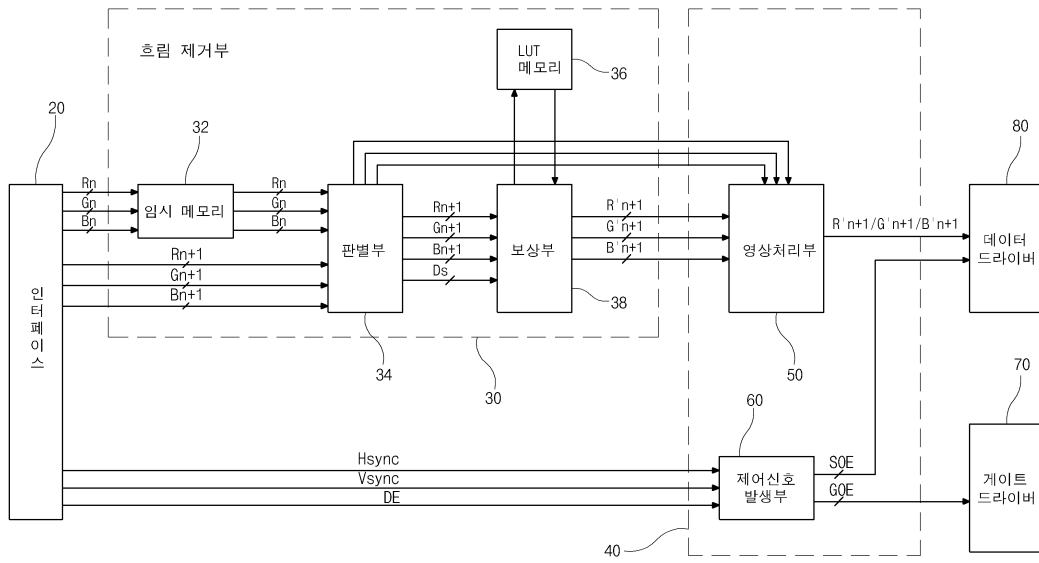 흐림 제거부
LUT
메모리
36
20
32
80
Rn
Gn
Bn
임시 메모리
Rn
Gn
Bn
Rn+1
Gn+1
Bn+1
인터페이스
판별부
Rn+1
Gn+1
Bn+1
Ds
보상부
R'n+1
G'n+1
B'n+1
영상처리부
R'n+1/G'n+1/B'n+1
데이터
드라이버
38
34
30
50
70
60
Hsync
Vsync
DE
제어신호
발생부
SOE
GOE
게이트
드라이버
40